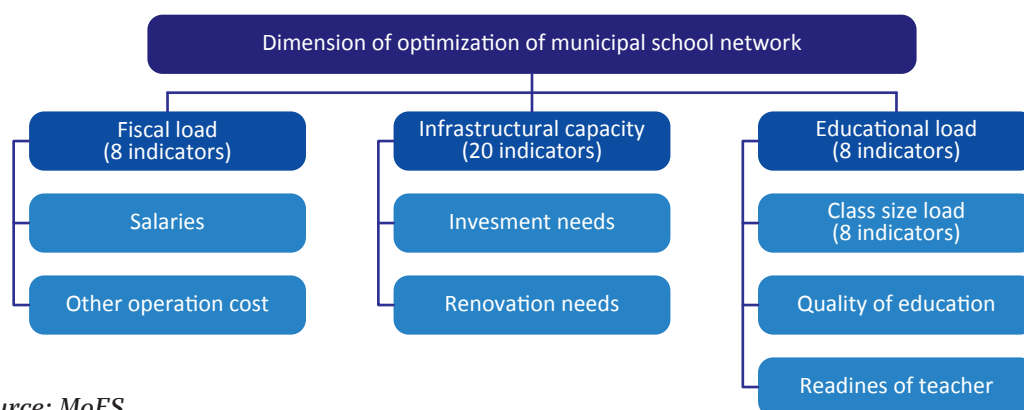 Dimension of optimization of municipal school network
Fiscal load
(8 indicators)
Salaries
Other operation cost
Infrastructural capacity
(20 indicators)
Invesment needs
Renovation needs
Educational load
(8 indicators)
Class size load
(8 indicators)
Quality of education
Readines of teacher
urce: MoES